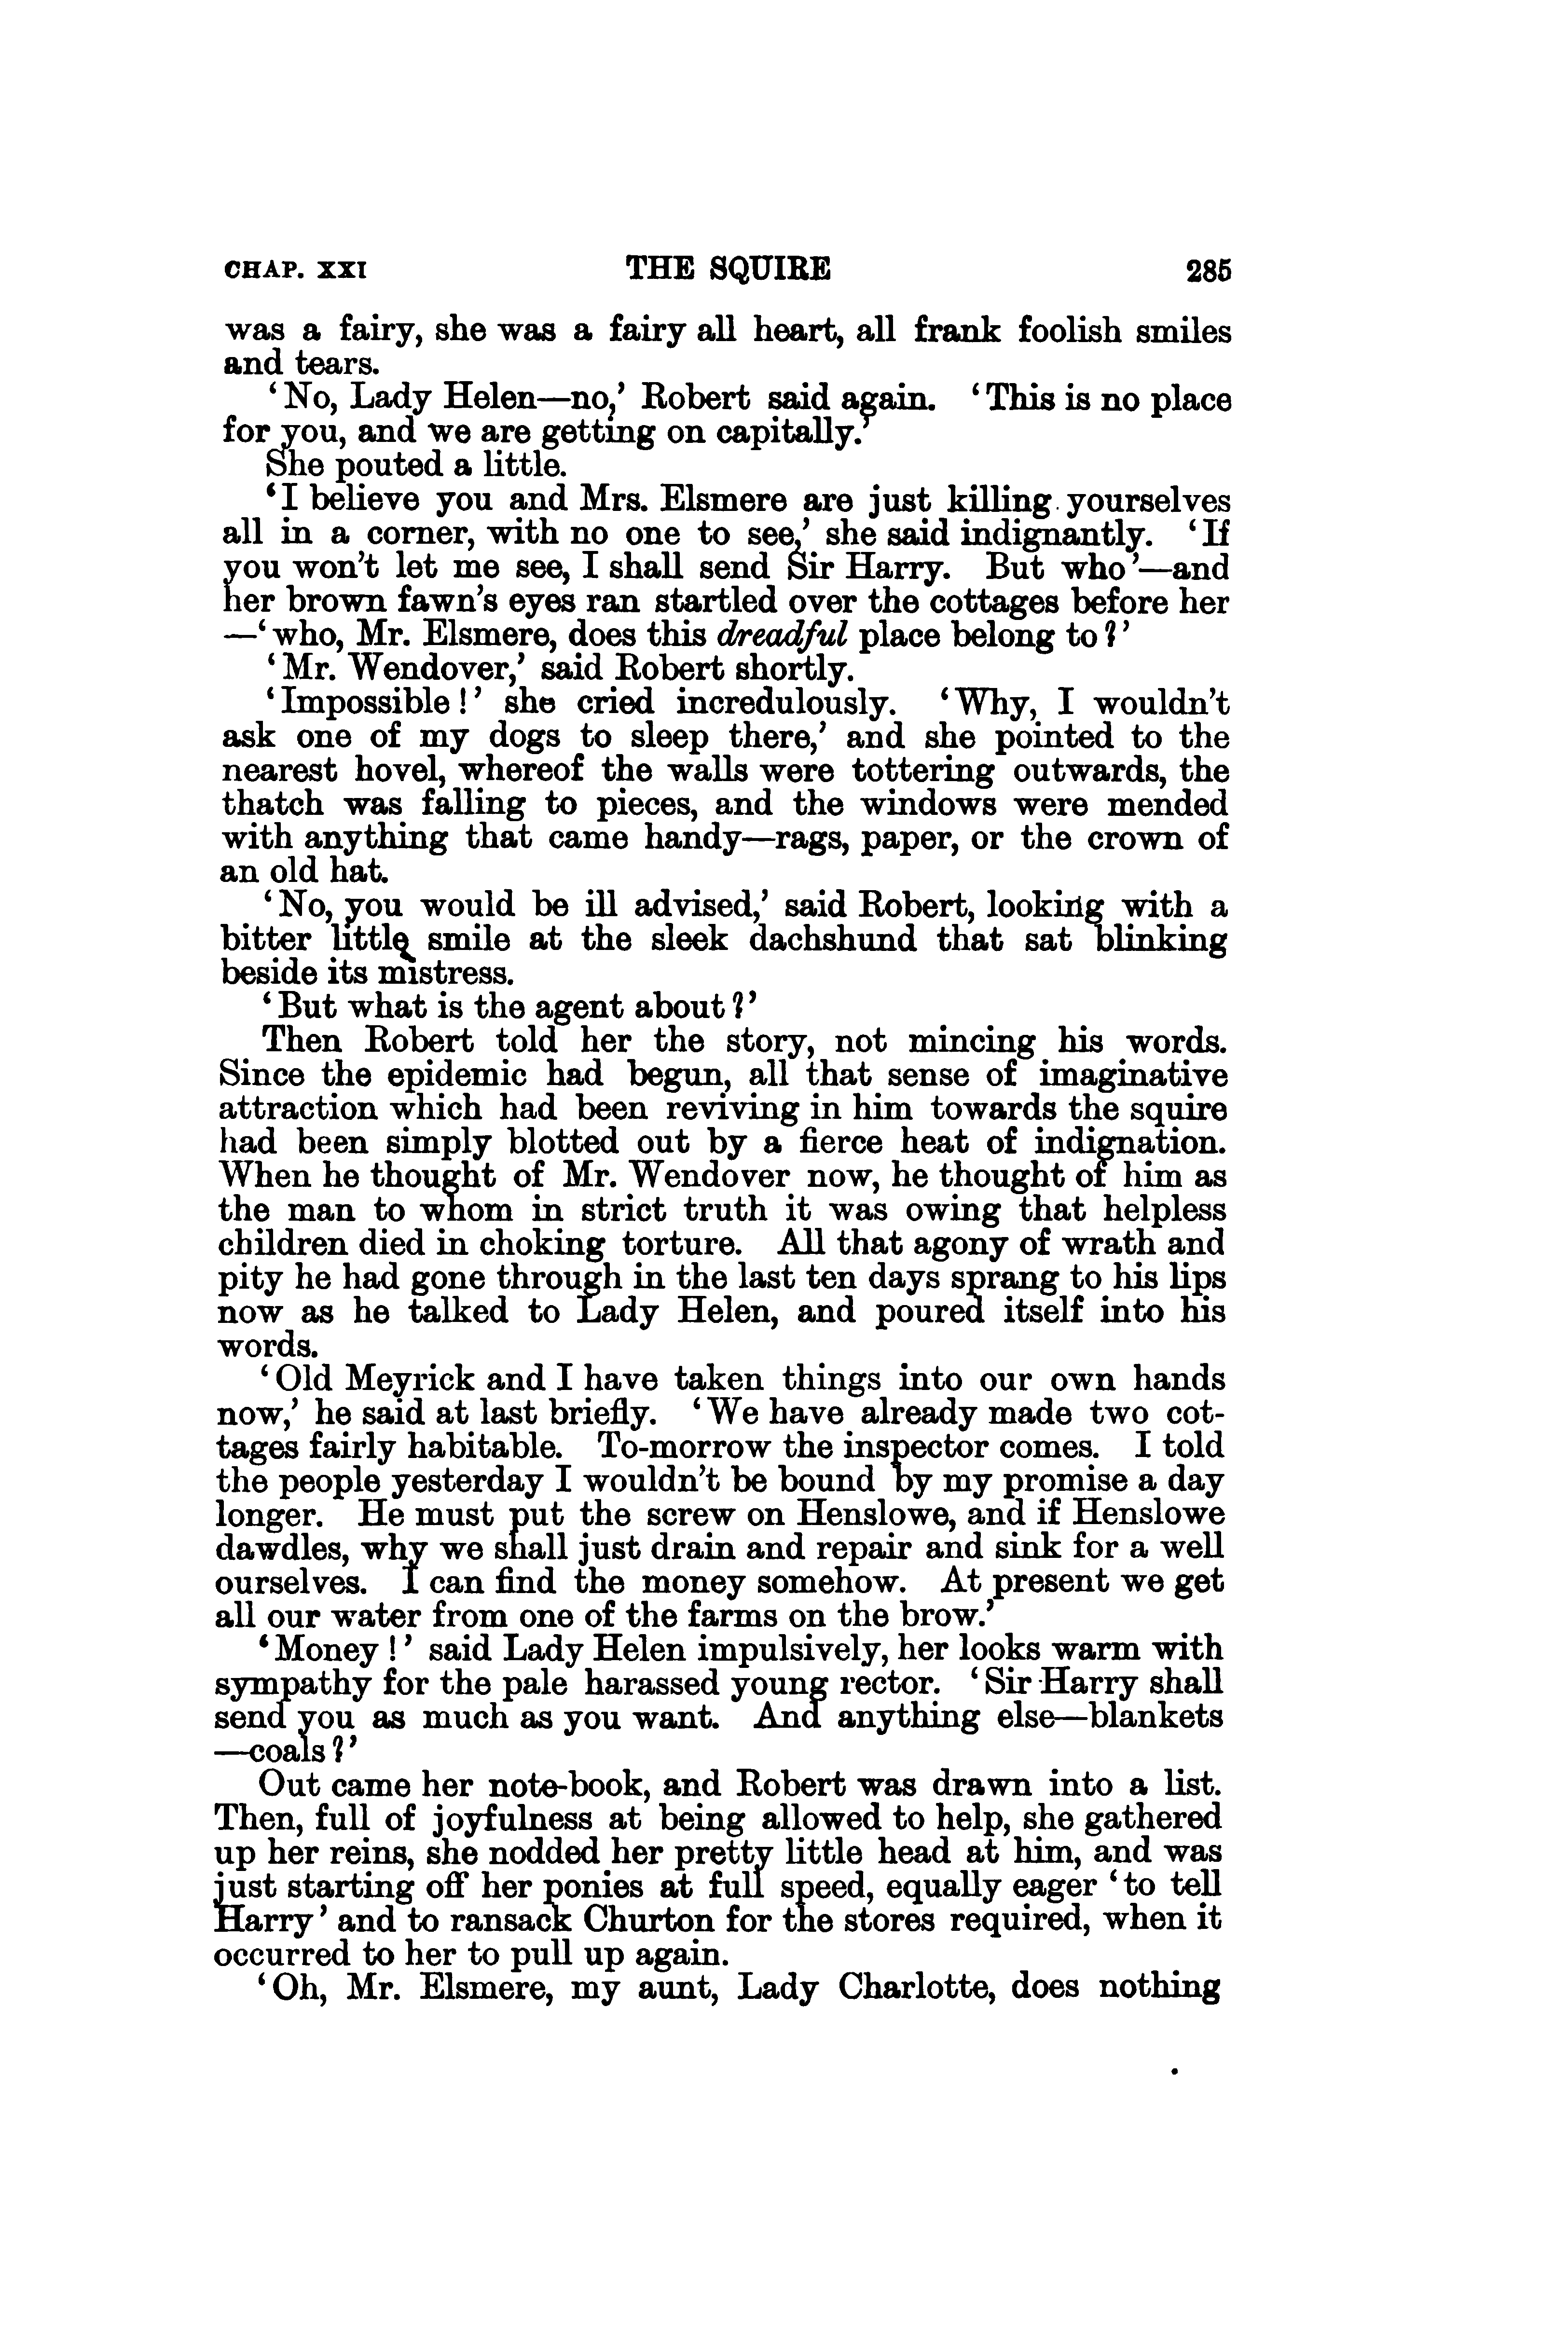 CHAP. XXI THE SQUIRE 285
was a fairy, she was a fairy all heart, all frank foolish smiles
and tears.
‘No, Lady Helen—no,’ Robert said again. ‘This is no place
for you, and we are getting on capitally.’
She pouted a little.
‘I believe you and Mrs. Elsmere are just killing yourselves
all in a corner, with no one to see,’ she said indignantly. ‘If
you won’t let me see, I shall send Sir Harry. But who’—and
her brown fawn’s eyes ran startled over the cottages before her
—‘who, Mr. Elsmere, does this dreadful place belong to?’
‘Mr. Wendover,’ said Robert shortly.
‘Impossible!’ she cried incredulously. ‘Why, I wouldn’t
ask one of my dogs to sleep there,’ and she pointed to the
nearest hovel, whereof the walls were tottering outwards, the
thatch was falling to pieces, and the windows were mended
with anything that came handy—rags, paper, or the crown of
an old hat.
‘No, you would be ill advised,’ said Robert, looking with a
bitter little smile at the sleek dachshund that sat blinking
beside its mistress.
‘But what is the agent about?’
Then Robert told her the story, not mincing his words.
Since the epidemic had begun, all that sense of imaginative
attraction which had been reviving in him towards the squire
had been simply blotted out by a fierce heat of indignation.
When he thought of Mr. Wendover now, he thought of him as
the man to whom in strict truth it was owing that helpless
children died in choking torture. All that agony of wrath and
pity he had gone through in the last ten days sprang to his lips
now as he talked to Lady Helen, and poured itself into his
words.
‘Old Meyrick and I have taken things into our own hands
now,’ he said at last briefly. ‘We have already made two cot-
tages fairly habitable. To-morrow the inspector comes. I told
the people yesterday I wouldn’t be bound by my promise a day
longer. He must put the screw on Henslowe, and if Henslowe
dawdles, why we shall just drain and repair and sink for a well
ourselves. I can find the money somehow. At present we get
all our water from one of the farms on the brow.’
‘Money!’ said Lady Helen impulsively, her looks warm with
sympathy for the pale harassed young rector. ‘Sir Harry shall
send you as much as you want. And anything else—blankets
—coals?’
Out came her note-book, and Robert was drawn into a list.
Then, full of joyfulness at being allowed to help, she gathered
up her reins, she nodded her pretty little head at him, and was
just starting off her ponies at full speed, equally eager ‘to tell
Harry’ and to ransack Churton for the stores required, when it
occurred to her to pull up again.
‘Oh, Mr. Elsmere, my aunt, Lady Charlotte, does nothing